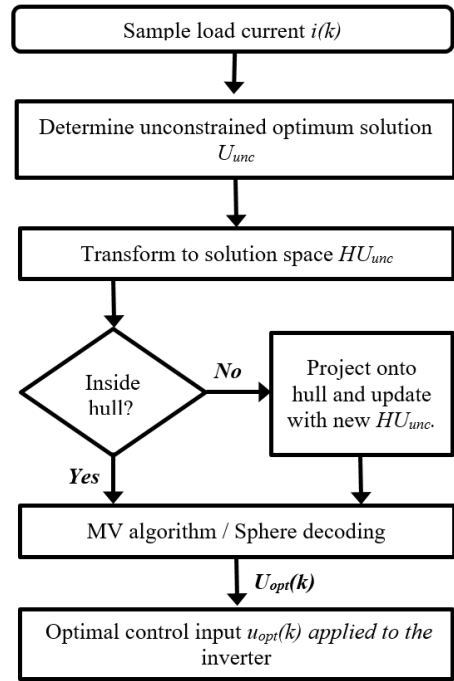 Sample load current i(k)
Determine unconstrained optimum solution
Uunc
Transform to solution space HUunc
Inside
hull?
No
Project onto
hull and update
with new HUunc.
Yes
MV algorithm / Sphere decoding
Uopt(k)
Optimal control input uopt(k) applied to the
inverter